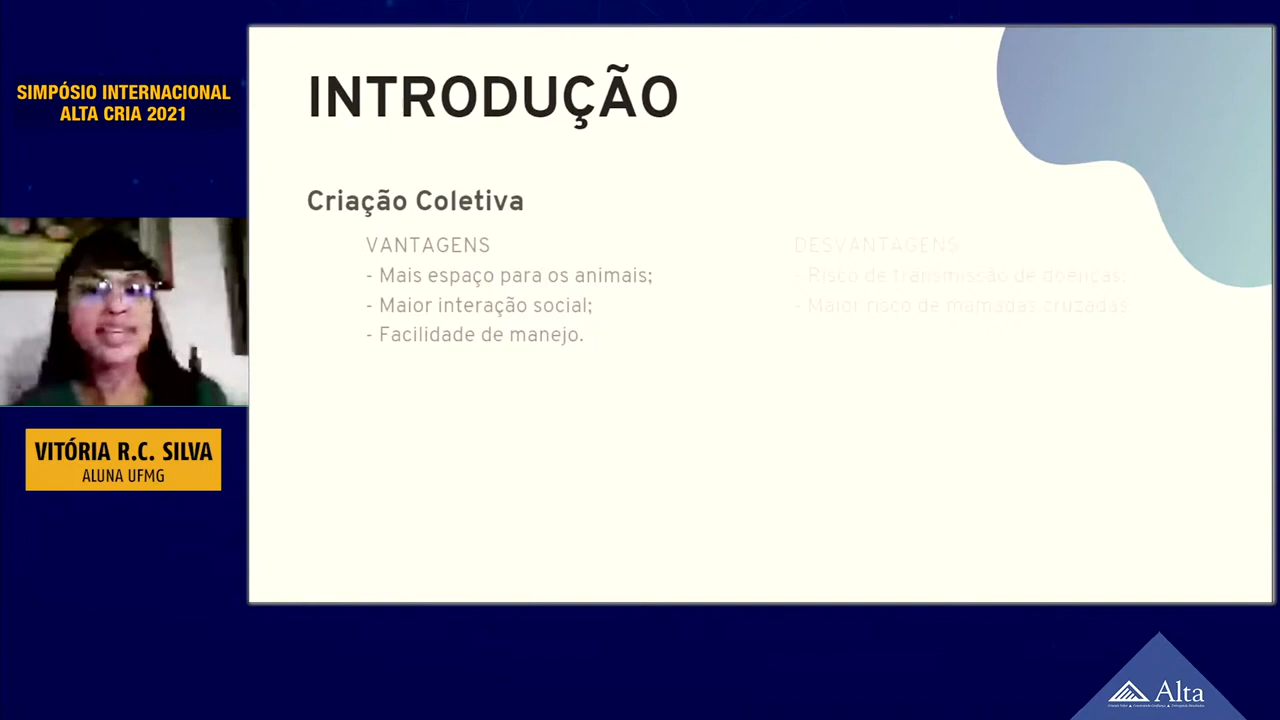 SIMPÓSIO INTERNACIONAL
ALTA CRIA 2021
INTRODUÇÃO
Criação Coletiva
VANTAGENS
- Mais espaço para os animais;
- Maior interação social;
- Facilidade de manejo.
DESVANTAGENS
- Risco de transmissão de doenças;
- Maior risco de mamadas cruzadas
VITÓRIA R.C. SILVA
ALUNA UFMG
Alta